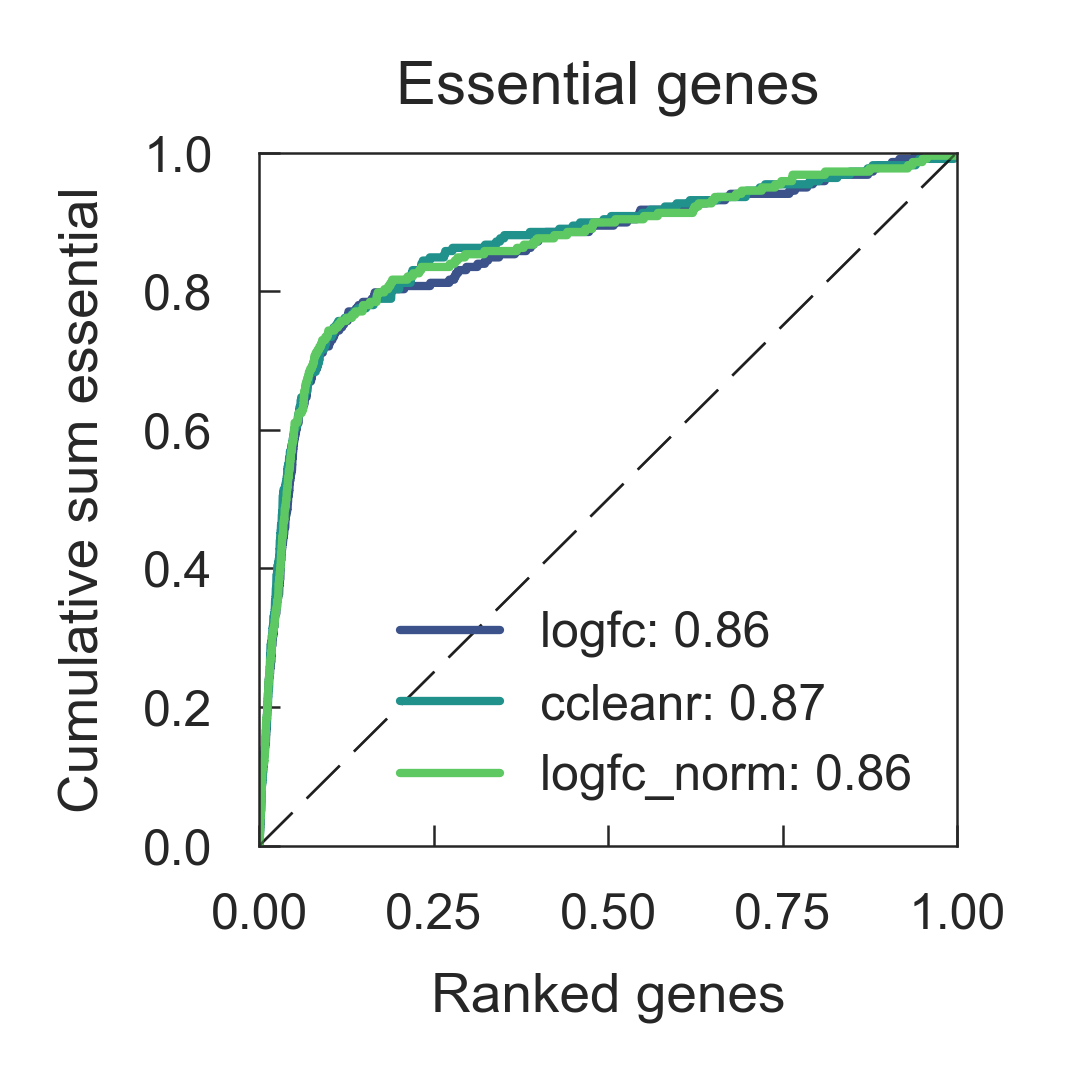 Essential genes
Cumulative sum essential
1.0
0.8
0.6
0.4
0.2
0.0
logfc: 0.86
ccleanr: 0.87
logfc_norm: 0.86
0.00 0.25 0.50 0.75 1.00
Ranked genes